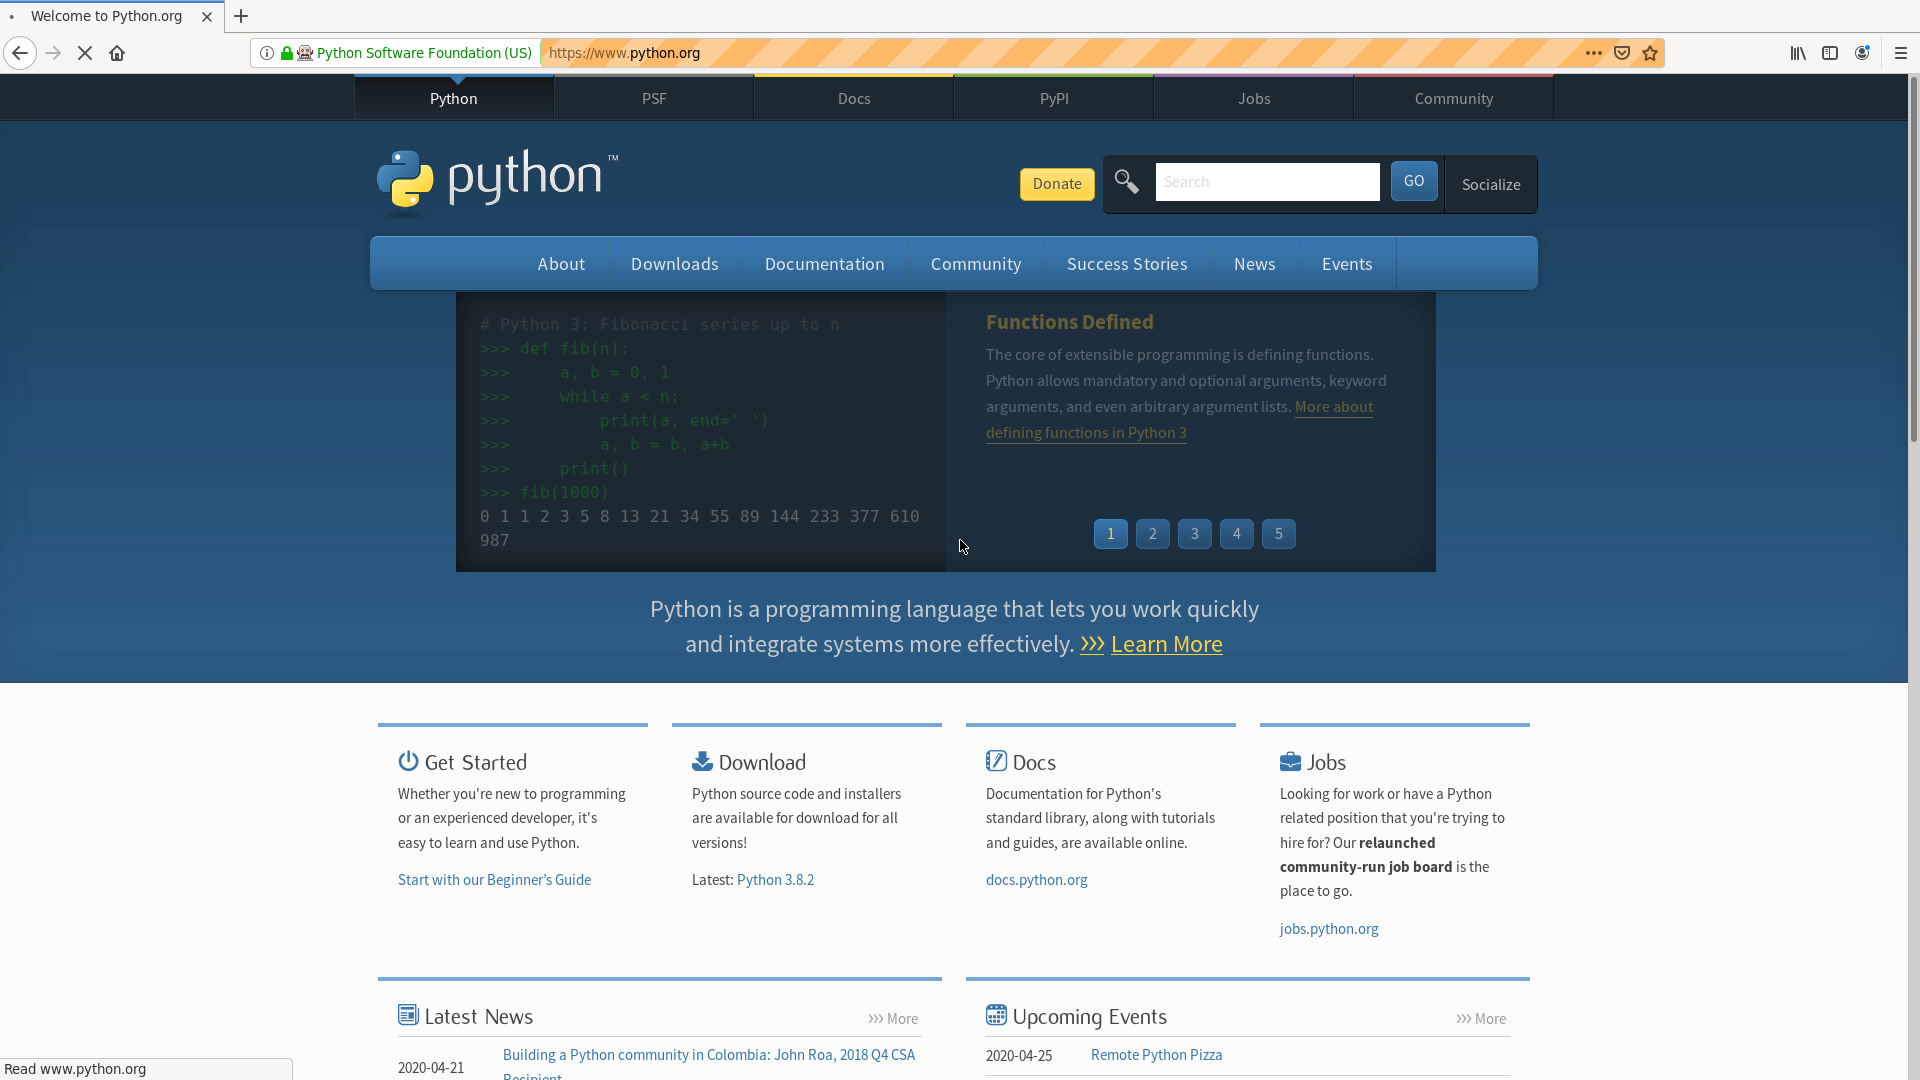 Welcome to Python.org
Python Software Foundation (US)
https://www.python.org
Python
PSF
Docs
PyPI
Jobs
Community
python™
Donate
Search
GO
Socialize
About
Downloads
Documentation
Community
Success Stories
News
Events
# Python 3: Fibonacci series up to n
>>> def fib(n):
>>>     a, b = 0, 1
>>>     while a < n:
>>>         print(a, end=' ')
>>>         a, b = b, a+b
>>>     print()
>>> fib(1000)
0 1 1 2 3 5 8 13 21 34 55 89 144 233 377 610
987
Functions Defined
The core of extensible programming is defining functions.
Python allows mandatory and optional arguments, keyword
arguments, and even arbitrary argument lists. More about
defining functions in Python 3
1 2 3 4 5
Python is a programming language that lets you work quickly
and integrate systems more effectively. >>> Learn More
Get Started
Whether you're new to programming
or an experienced developer, it's
easy to learn and use Python.
Start with our Beginner’s Guide
Download
Python source code and installers
are available for download for all
versions!
Latest: Python 3.8.2
Docs
Documentation for Python's
standard library, along with tutorials
and guides, are available online.
docs.python.org
Jobs
Looking for work or have a Python
related position that you're trying to
hire for? Our relaunched
community-run job board is the
place to go.
jobs.python.org
Latest News
>>> More
2020-04-21
Building a Python community in Colombia: John Roa, 2018 Q4 CSA
Recipient
Upcoming Events
>>> More
2020-04-25
Remote Python Pizza
Read www.python.org